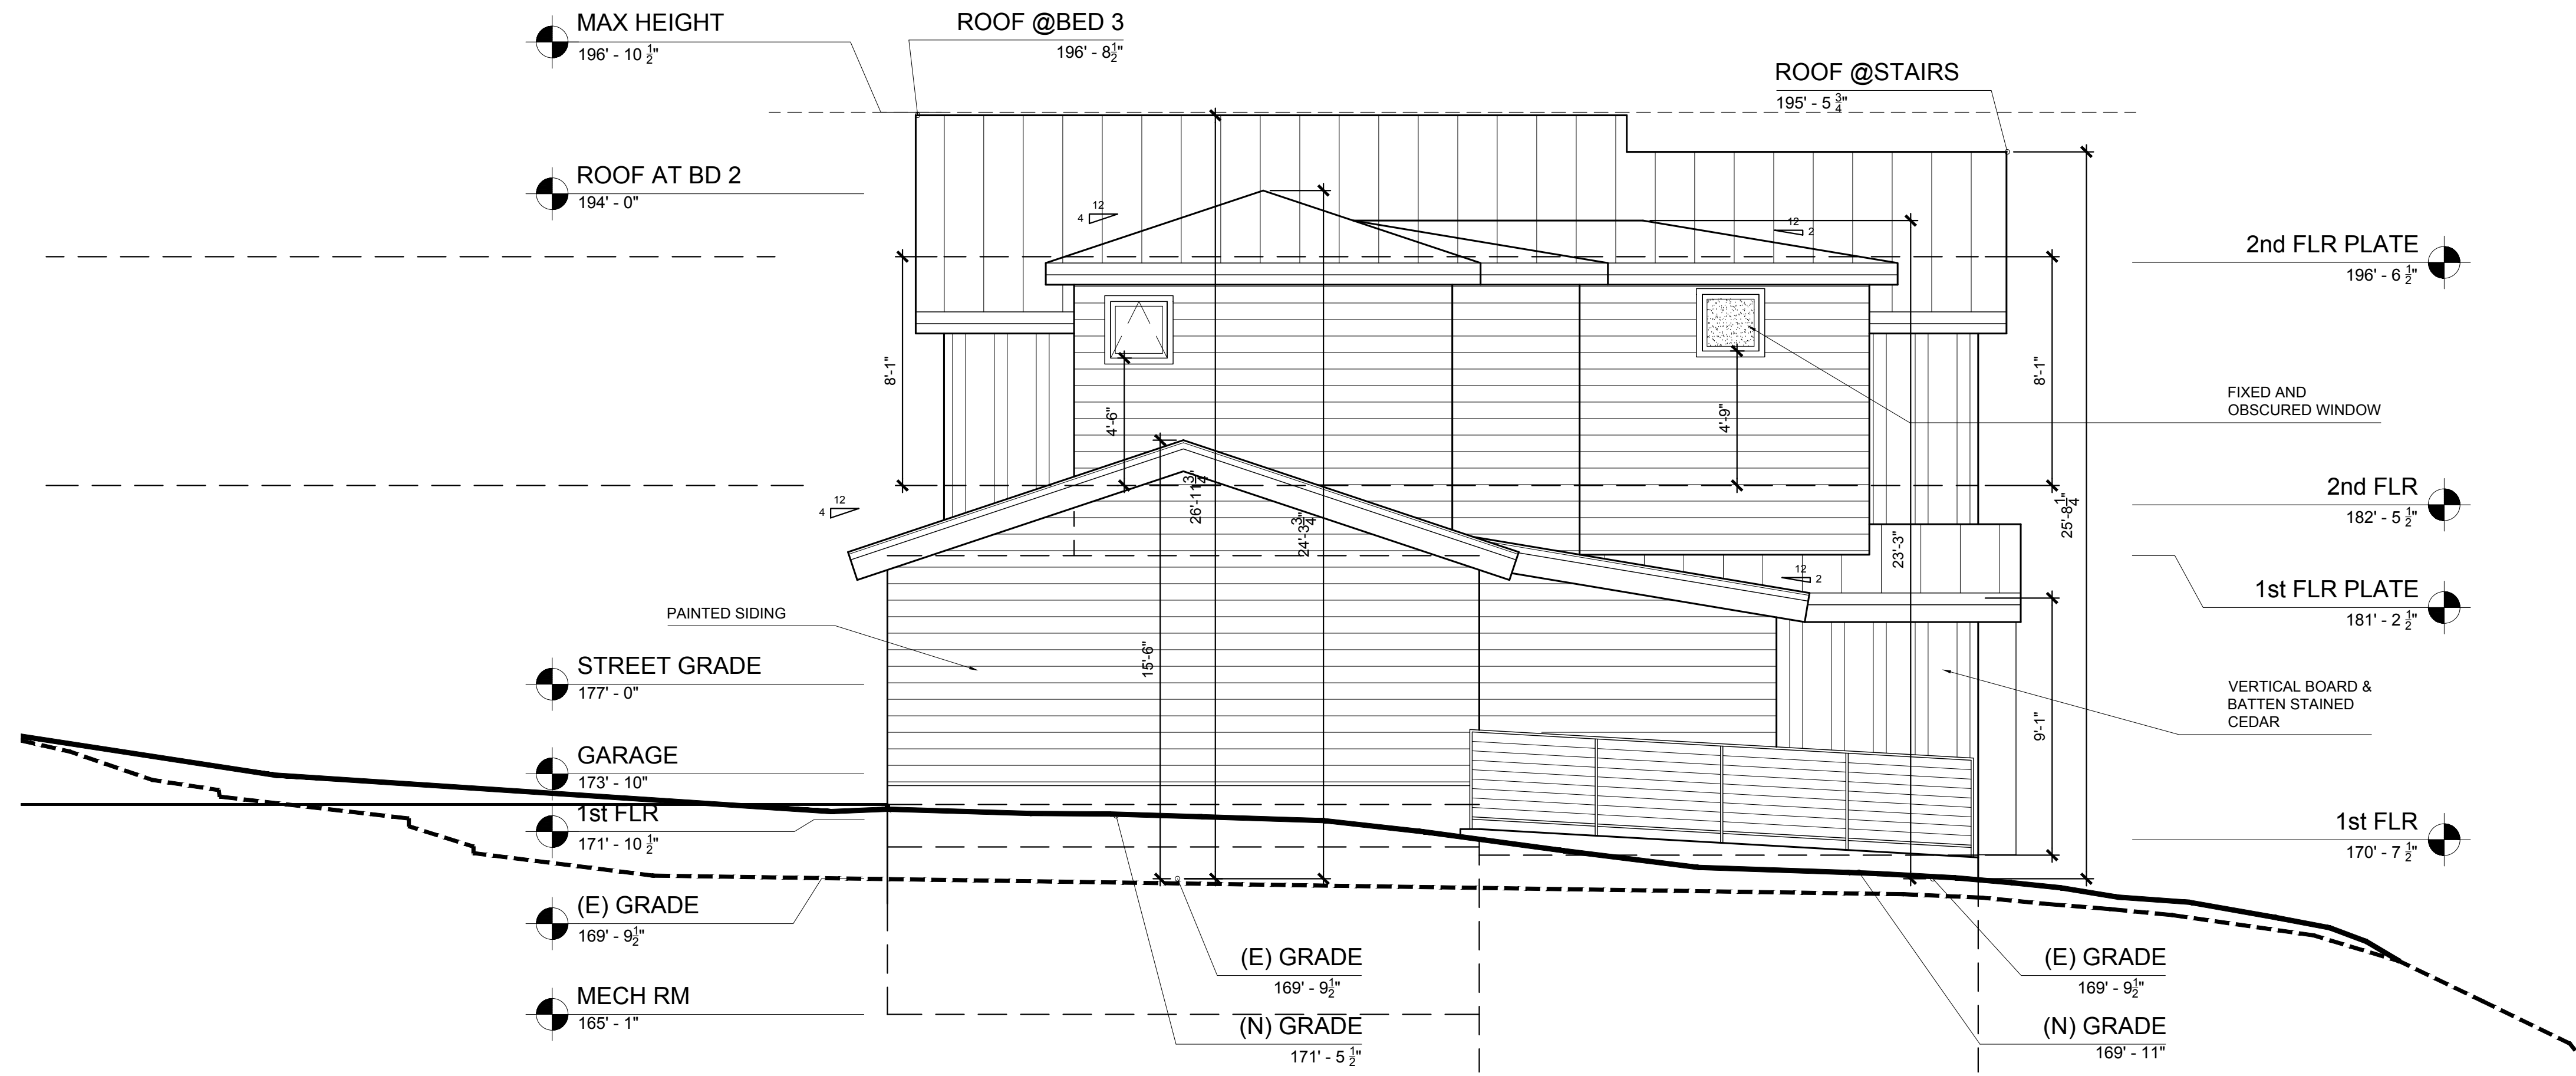 MAX HEIGHT
196' - 10 1/2"
ROOF @BED 3
196' - 8 1/2"
ROOF @STAIRS
195' - 5 3/4"
ROOF AT BD 2
194' - 0"
12
4
12
2
2nd FLR PLATE
196' - 6 1/2"
8'-1"
8'-1"
4'-6"
4'-9"
FIXED AND
OBSCURED WINDOW
2nd FLR
182' - 5 1/2"
12
4
26'-11 3/4"
24'-3 3/4"
23'-3"
25'-8 1/4"
12
2
1st FLR PLATE
181' - 2 1/2"
PAINTED SIDING
15'-6"
STREET GRADE
177' - 0"
9'-1"
VERTICAL BOARD &
BATTEN STAINED
CEDAR
GARAGE
173' - 10"
1st FLR
171' - 10 1/2"
1st FLR
170' - 7 1/2"
(E) GRADE
169' - 9 1/2"
(E) GRADE
169' - 9 1/2"
(E) GRADE
169' - 9 1/2"
MECH RM
165' - 1"
(N) GRADE
171' - 5 1/2"
(N) GRADE
169' - 11"